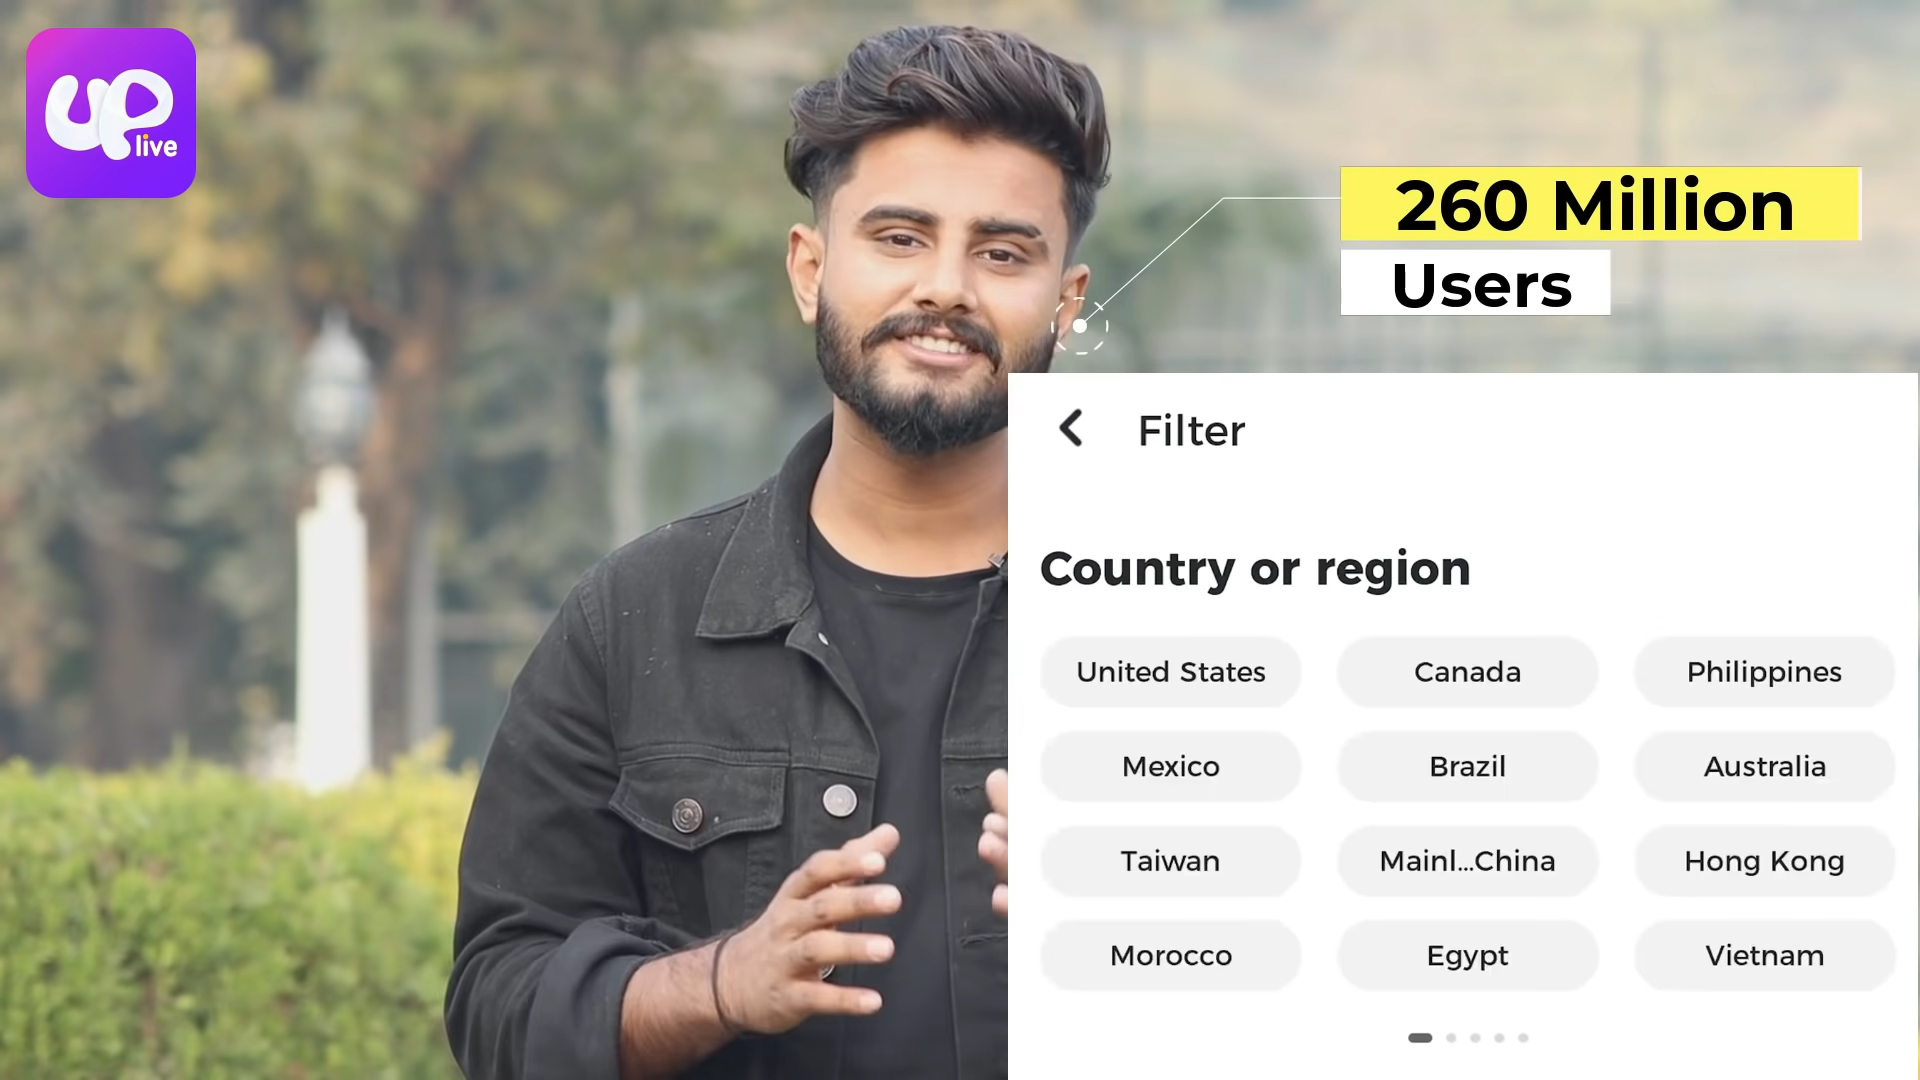 UP
live
260 Million
Users
Filter
Country or region
United States
Canada
Philippines
Mexico
Brazil
Australia
Taiwan
Mainl...China
Hong Kong
Morocco
Egypt
Vietnam